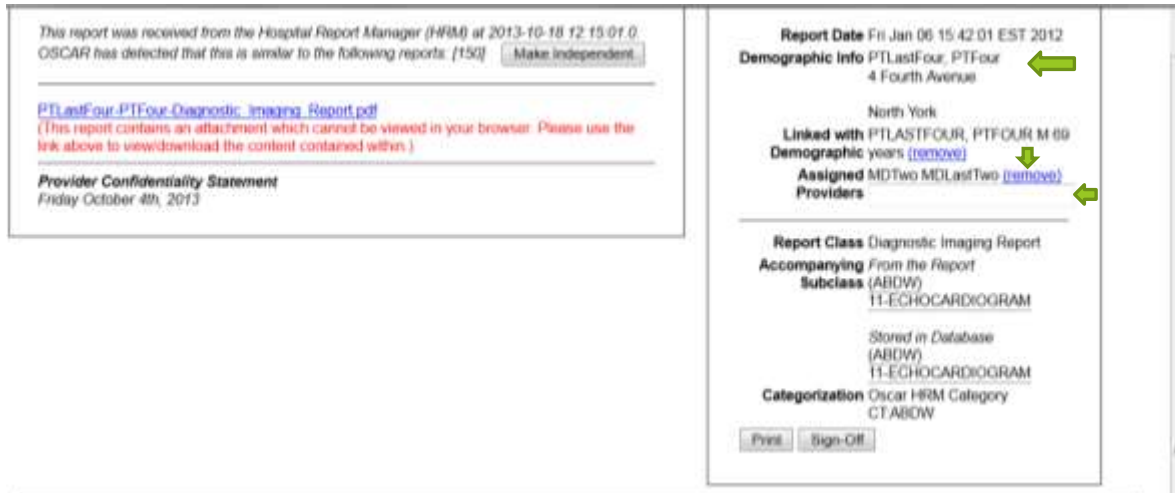 This report was received from the Hospital Report Manager (HRM) at 2013-10-18 12:15:01.0
OSCAR has detected that this is similar to the following reports: [150] Make Independent
PTLastFour-PTFour-Diagnostic_Imaging_Report.pdf
(This report contains an attachment which cannot be viewed in your browser. Please use the
link above to view/download the content contained within.)
Provider Confidentiality Statement
Friday October 4th, 2013
Report Date Fri Jan 06 15:42:01 EST 2012
Demographic Info PTLastFour, PTFour
4 Fourth Avenue
North York
Linked with PTLASTFOUR, PTFOUR M 69
Demographic years (remove)
Assigned MDTwo MDLastTwo (remove)
Providers
Report Class Diagnostic Imaging Report
Accompanying From the Report
Subclass (ABDW)
11-ECHOCARDIOGRAM
Stored in Database
(ABDW)
11-ECHOCARDIOGRAM
Categorization Oscar HRM Category
CT:ABDW
Print Sign-Off